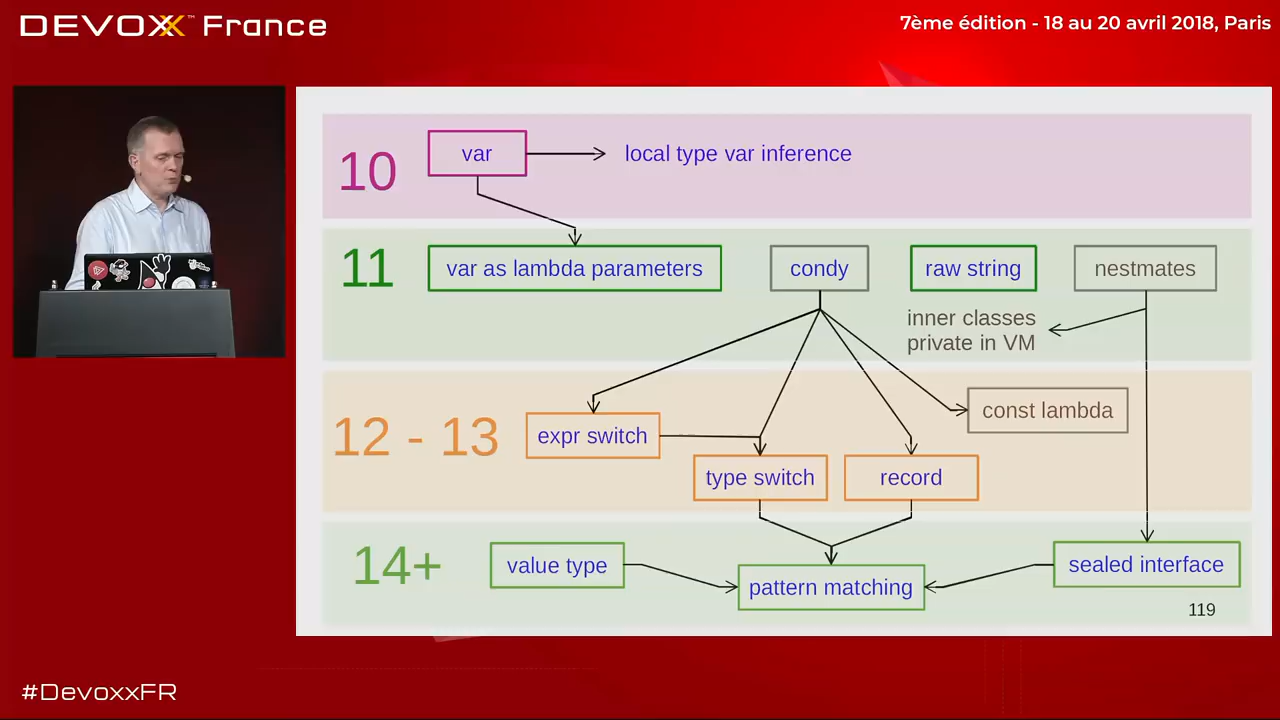 DEVOXX™ France
7ème édition - 18 au 20 avril 2018, Paris
10
var
local type var inference
11
var as lambda parameters
condy
raw string
nestmates
inner classes
private in VM
12 - 13
expr switch
const lambda
type switch
record
14+
value type
pattern matching
sealed interface
119
#DevoxxFR